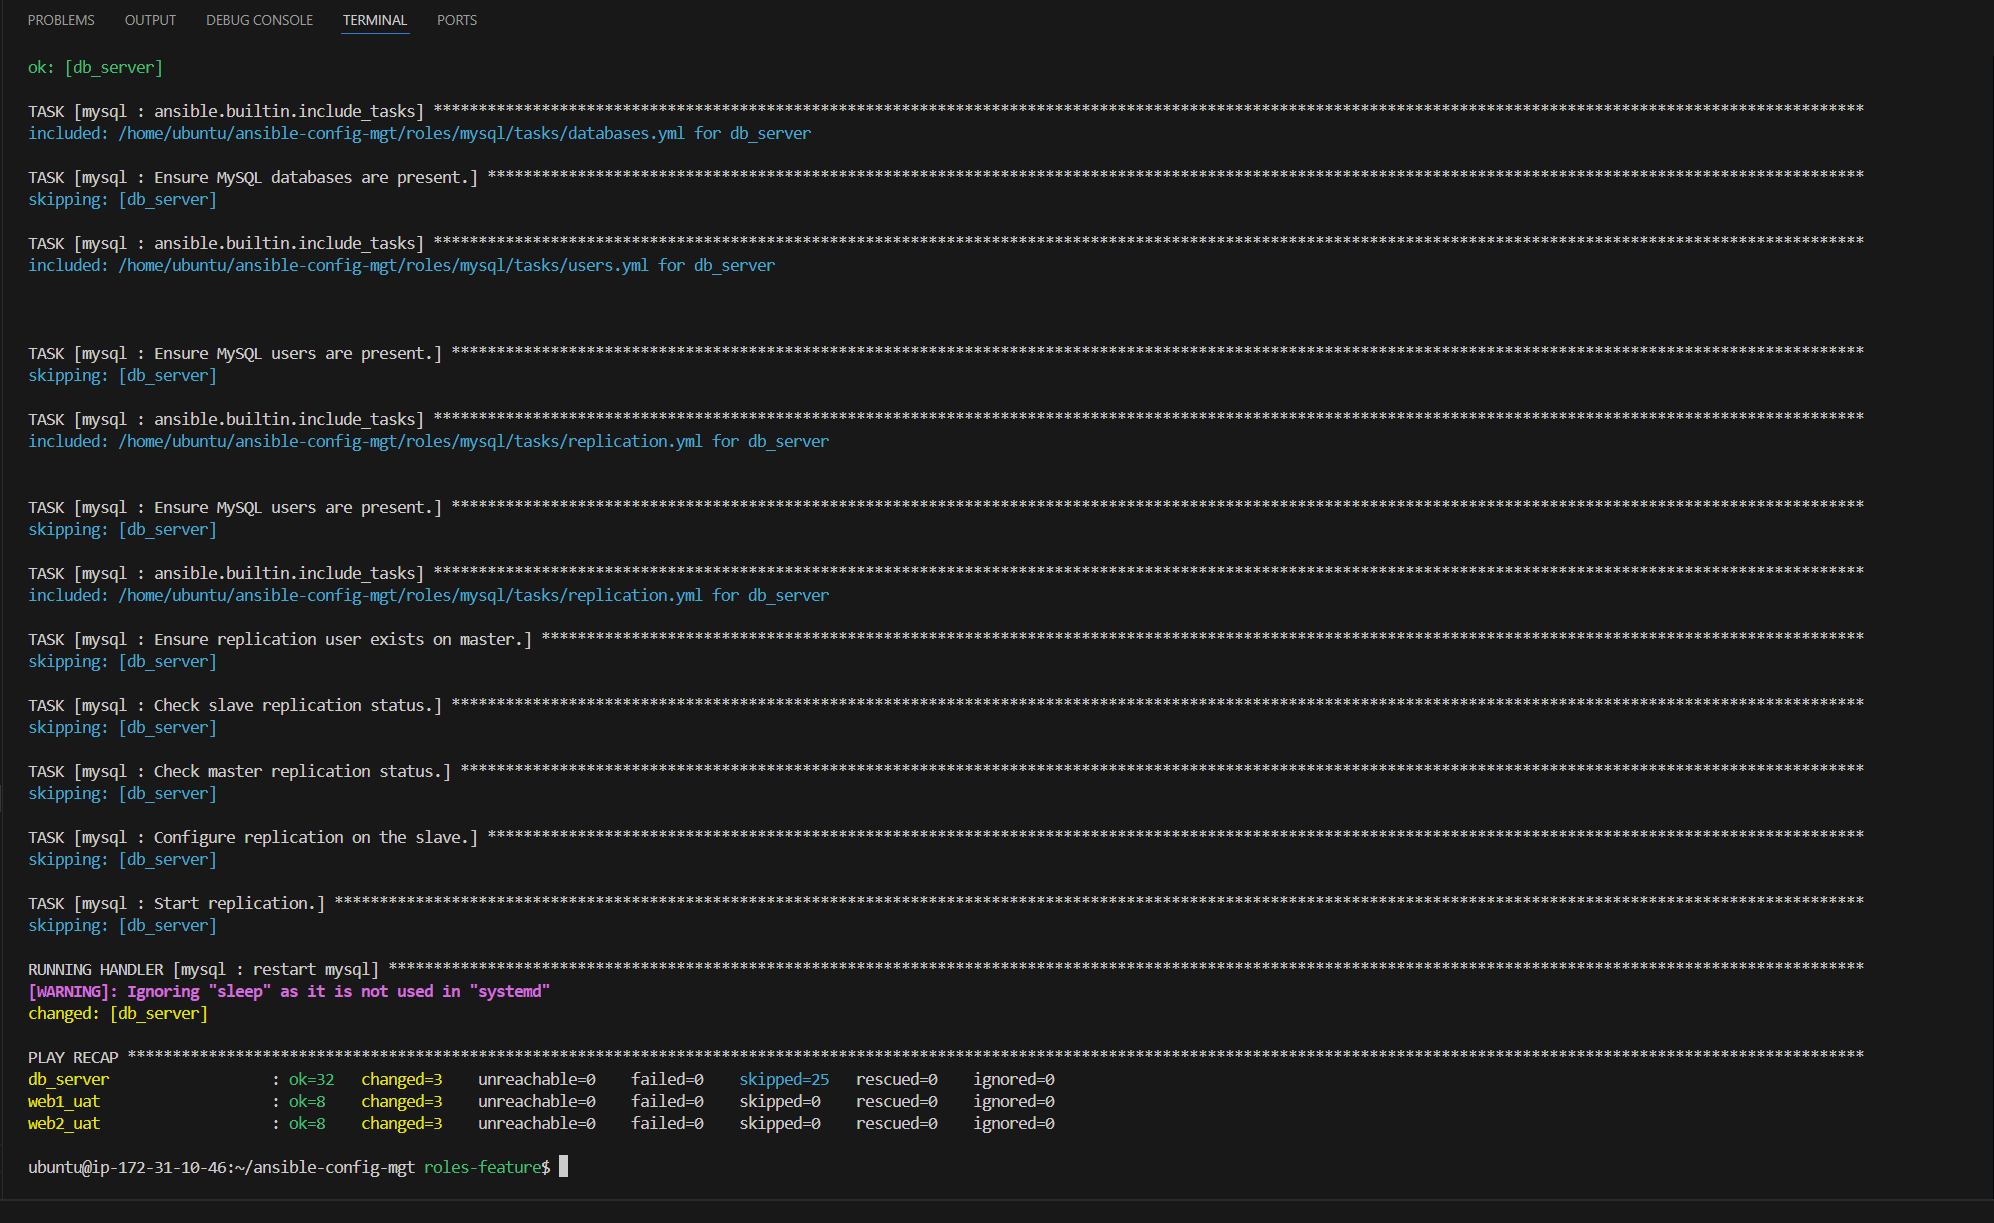 PROBLEMS OUTPUT DEBUG CONSOLE TERMINAL PORTS
ok: [db_server]
TASK [mysql : ansible.builtin.include_tasks] ***************************************************************************************************************************************************************
included: /home/ubuntu/ansible-config-mgt/roles/mysql/tasks/databases.yml for db_server
TASK [mysql : Ensure MySQL databases are present.] *********************************************************************************************************************************************************
skipping: [db_server]
TASK [mysql : ansible.builtin.include_tasks] ***************************************************************************************************************************************************************
included: /home/ubuntu/ansible-config-mgt/roles/mysql/tasks/users.yml for db_server
TASK [mysql : Ensure MySQL users are present.] *************************************************************************************************************************************************************
skipping: [db_server]
TASK [mysql : ansible.builtin.include_tasks] ***************************************************************************************************************************************************************
included: /home/ubuntu/ansible-config-mgt/roles/mysql/tasks/replication.yml for db_server
TASK [mysql : Ensure MySQL users are present.] *************************************************************************************************************************************************************
skipping: [db_server]
TASK [mysql : ansible.builtin.include_tasks] ***************************************************************************************************************************************************************
included: /home/ubuntu/ansible-config-mgt/roles/mysql/tasks/replication.yml for db_server
TASK [mysql : Ensure replication user exists on master.] ***************************************************************************************************************************************************
skipping: [db_server]
TASK [mysql : Check slave replication status.] *************************************************************************************************************************************************************
skipping: [db_server]
TASK [mysql : Check master replication status.] ************************************************************************************************************************************************************
skipping: [db_server]
TASK [mysql : Configure replication on the slave.] *********************************************************************************************************************************************************
skipping: [db_server]
TASK [mysql : Start replication.] **************************************************************************************************************************************************************************
skipping: [db_server]
RUNNING HANDLER [mysql : restart mysql] ********************************************************************************************************************************************************************
[WARNING]: Ignoring "sleep" as it is not used in "systemd"
changed: [db_server]
PLAY RECAP *************************************************************************************************************************************************************************************************
db_server : ok=32 changed=3 unreachable=0 failed=0 skipped=25 rescued=0 ignored=0
web1_uat : ok=8 changed=3 unreachable=0 failed=0 skipped=0 rescued=0 ignored=0
web2_uat : ok=8 changed=3 unreachable=0 failed=0 skipped=0 rescued=0 ignored=0
ubuntu@ip-172-31-10-46:~/ansible-config-mgt roles-feature$